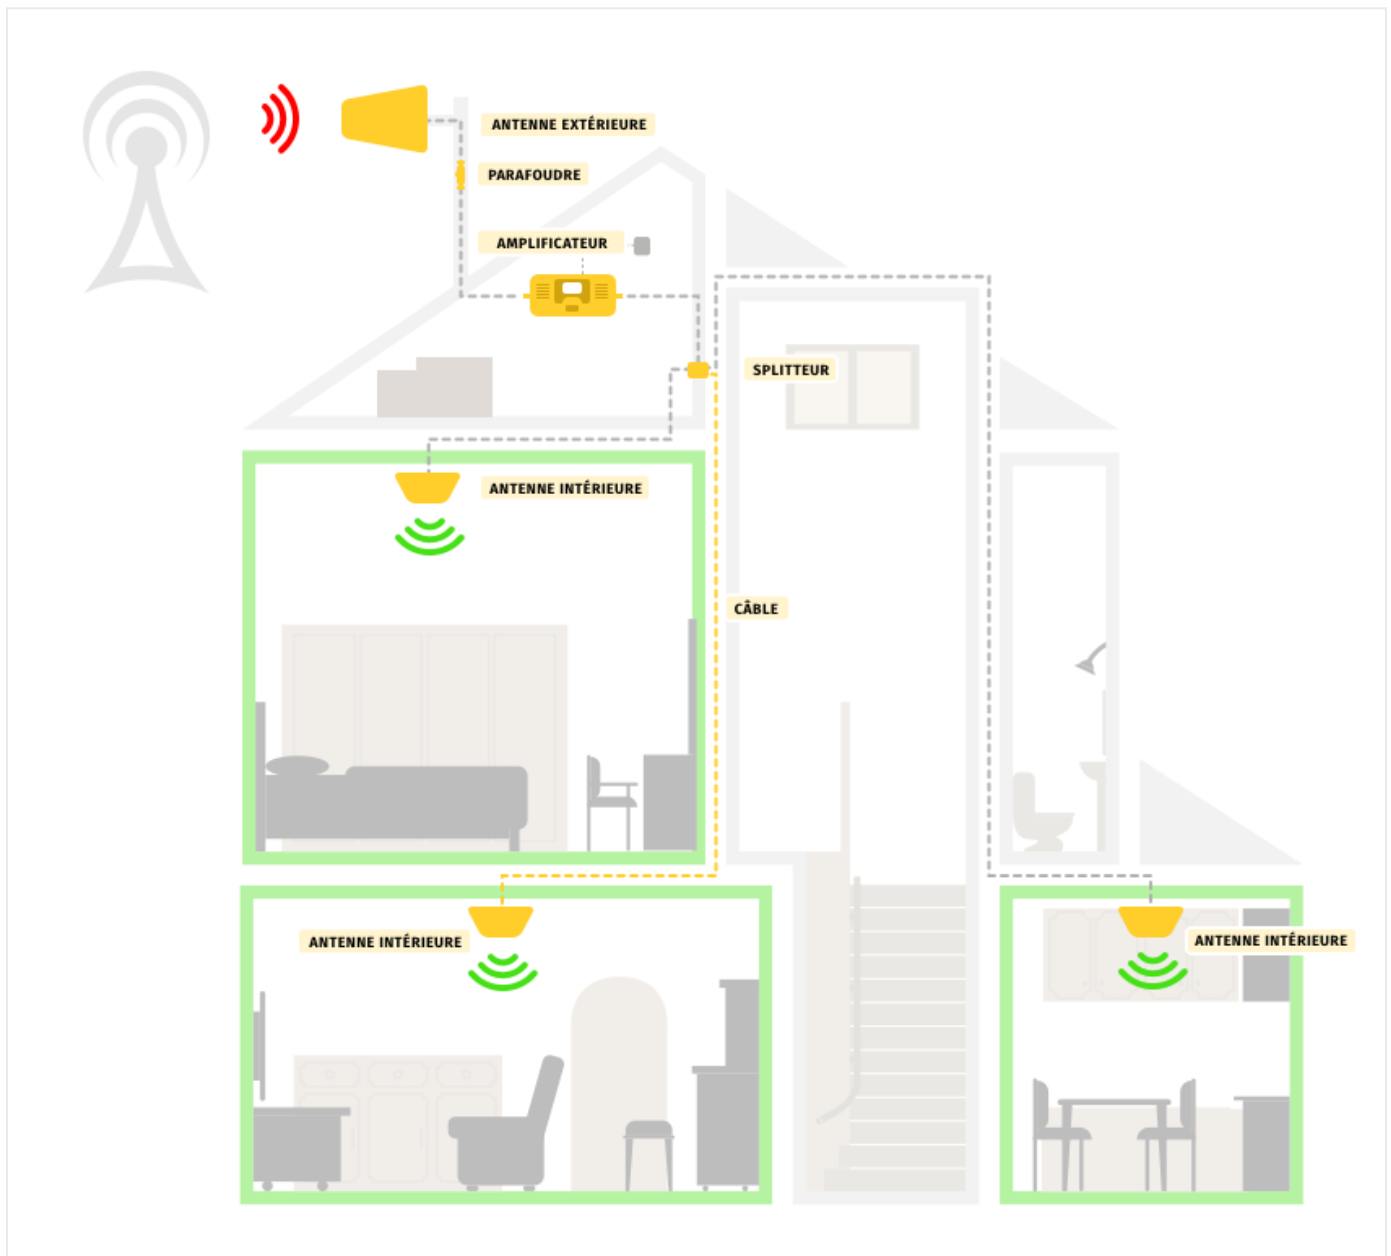 ANTENNE EXTÉRIEURE
PARAFOUDRE
AMPLIFICATEUR
SPLITTEUR
ANTENNE INTÉRIEURE
CÂBLE
ANTENNE INTÉRIEURE
ANTENNE INTÉRIEURE